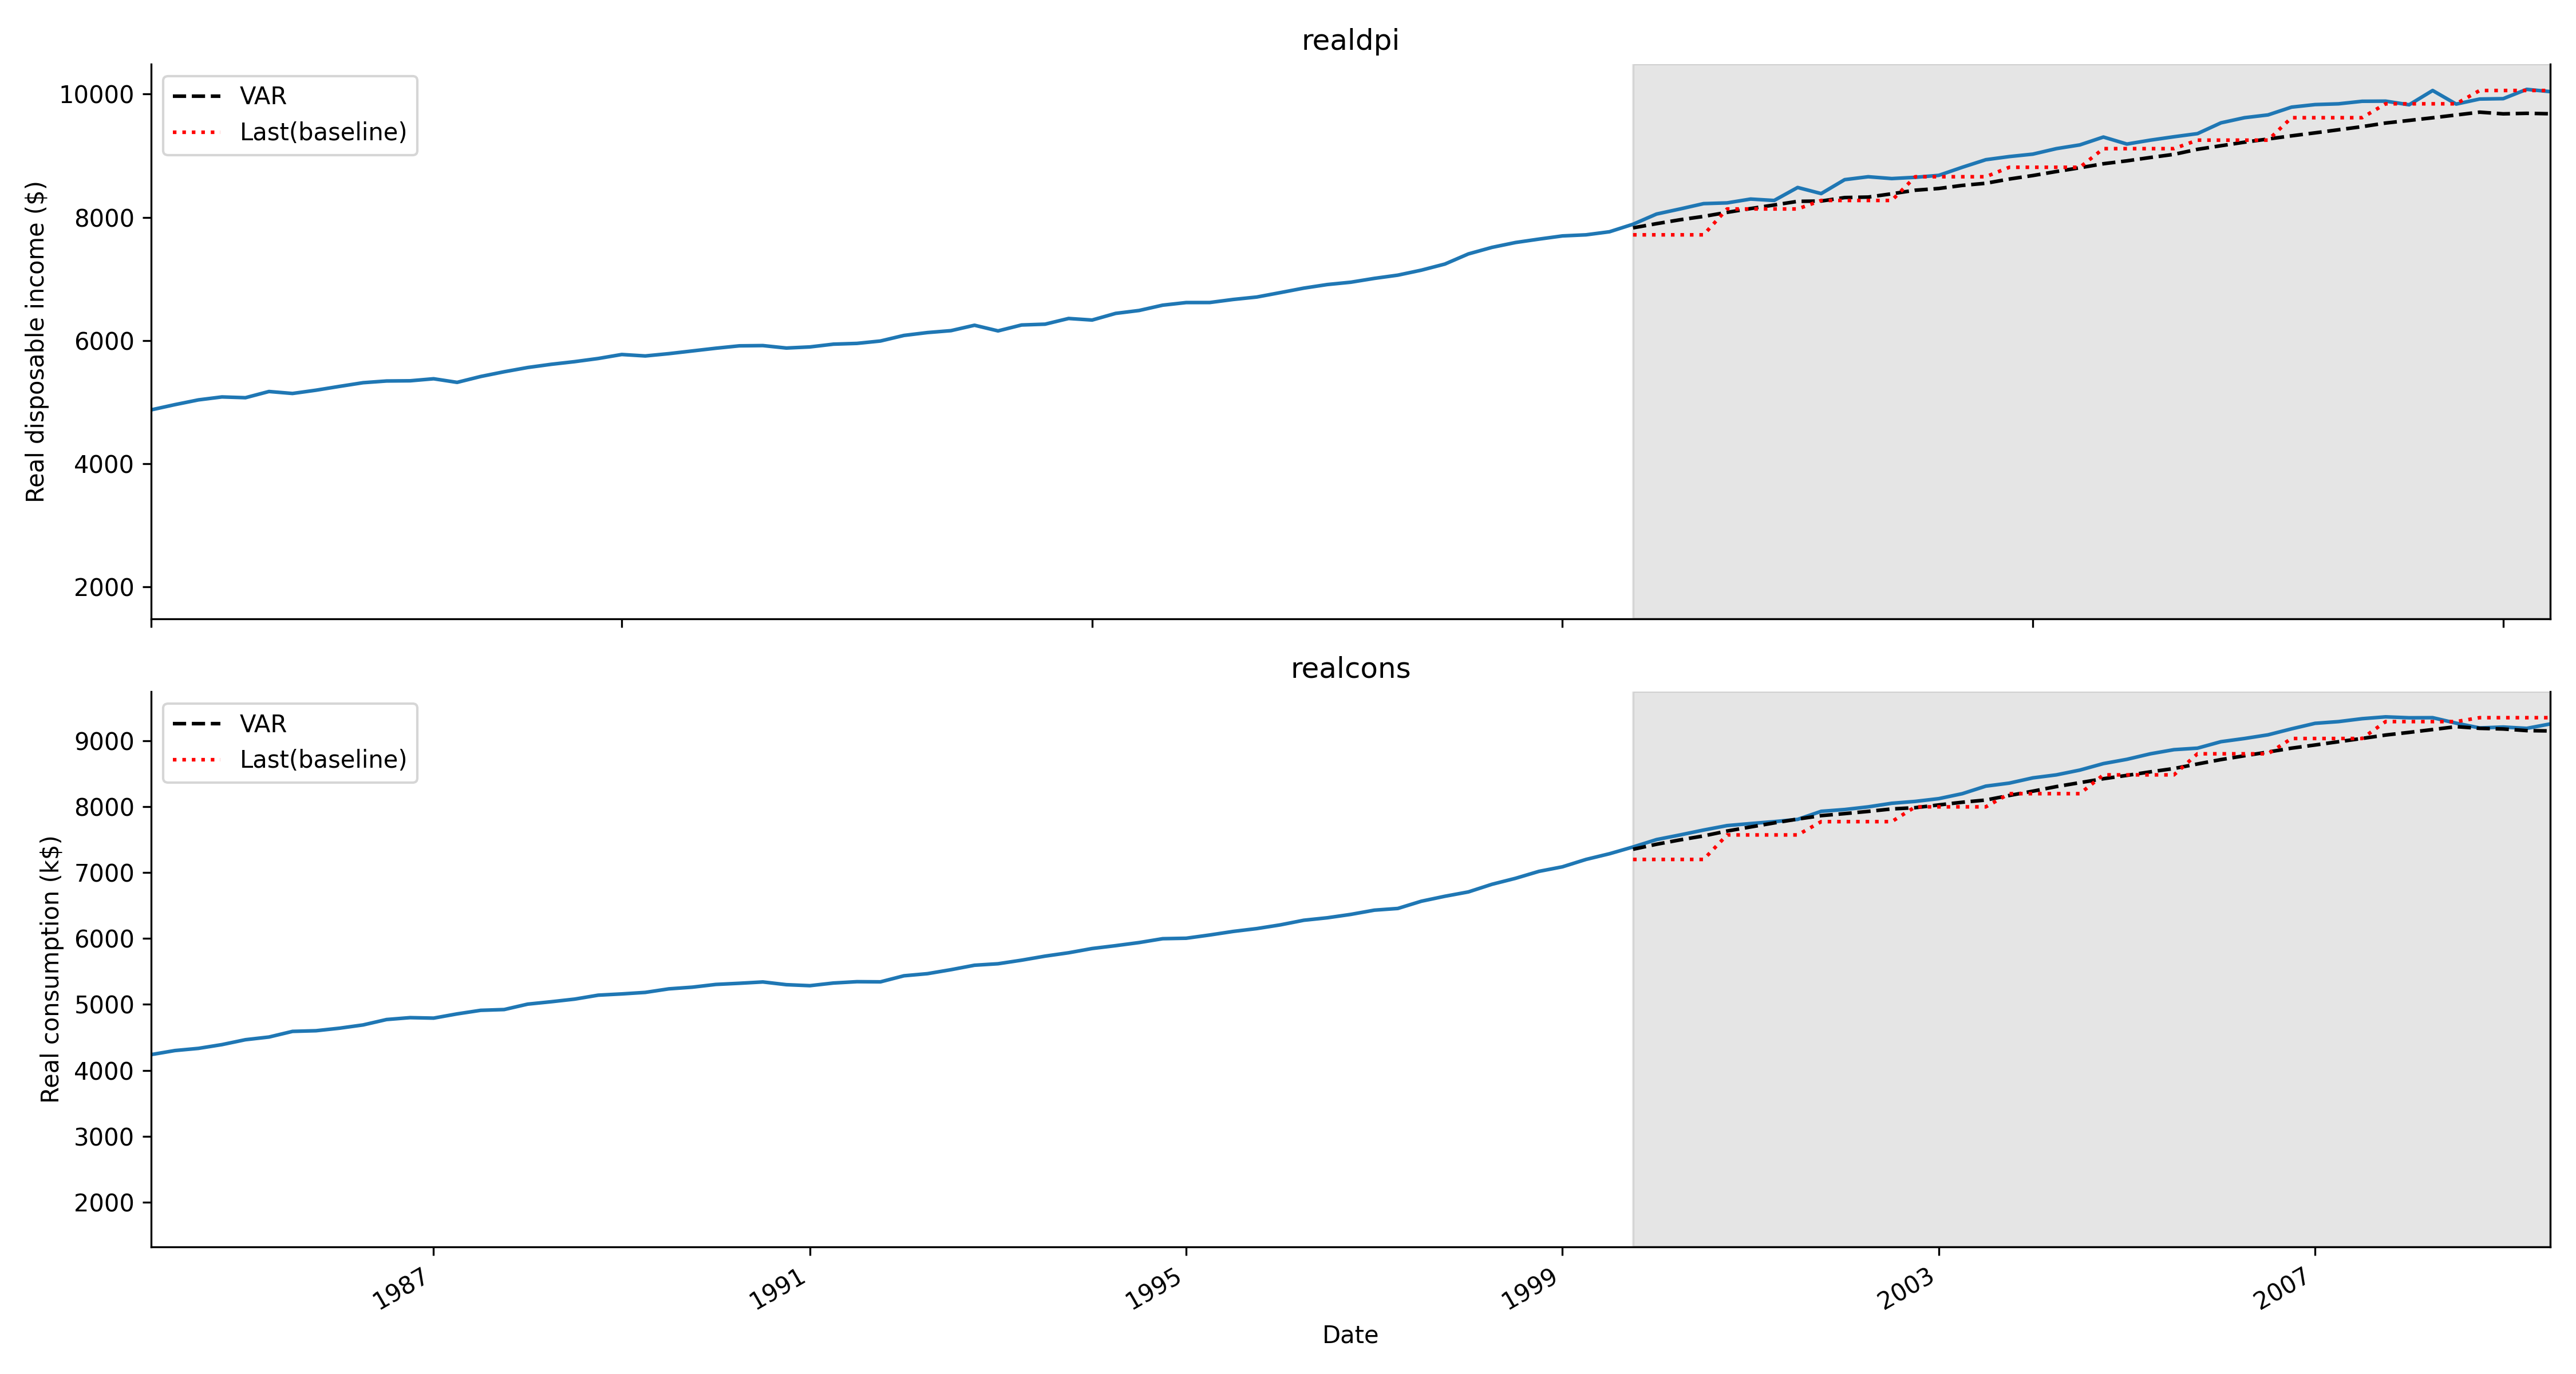 realdpi
VAR
Last(baseline)
10000
8000
6000
4000
2000
Real disposable income ($)
realcons
VAR
Last(baseline)
9000
8000
7000
6000
5000
4000
3000
2000
Real consumption (k$)
1987
1991
1995
1999
2003
2007
Date